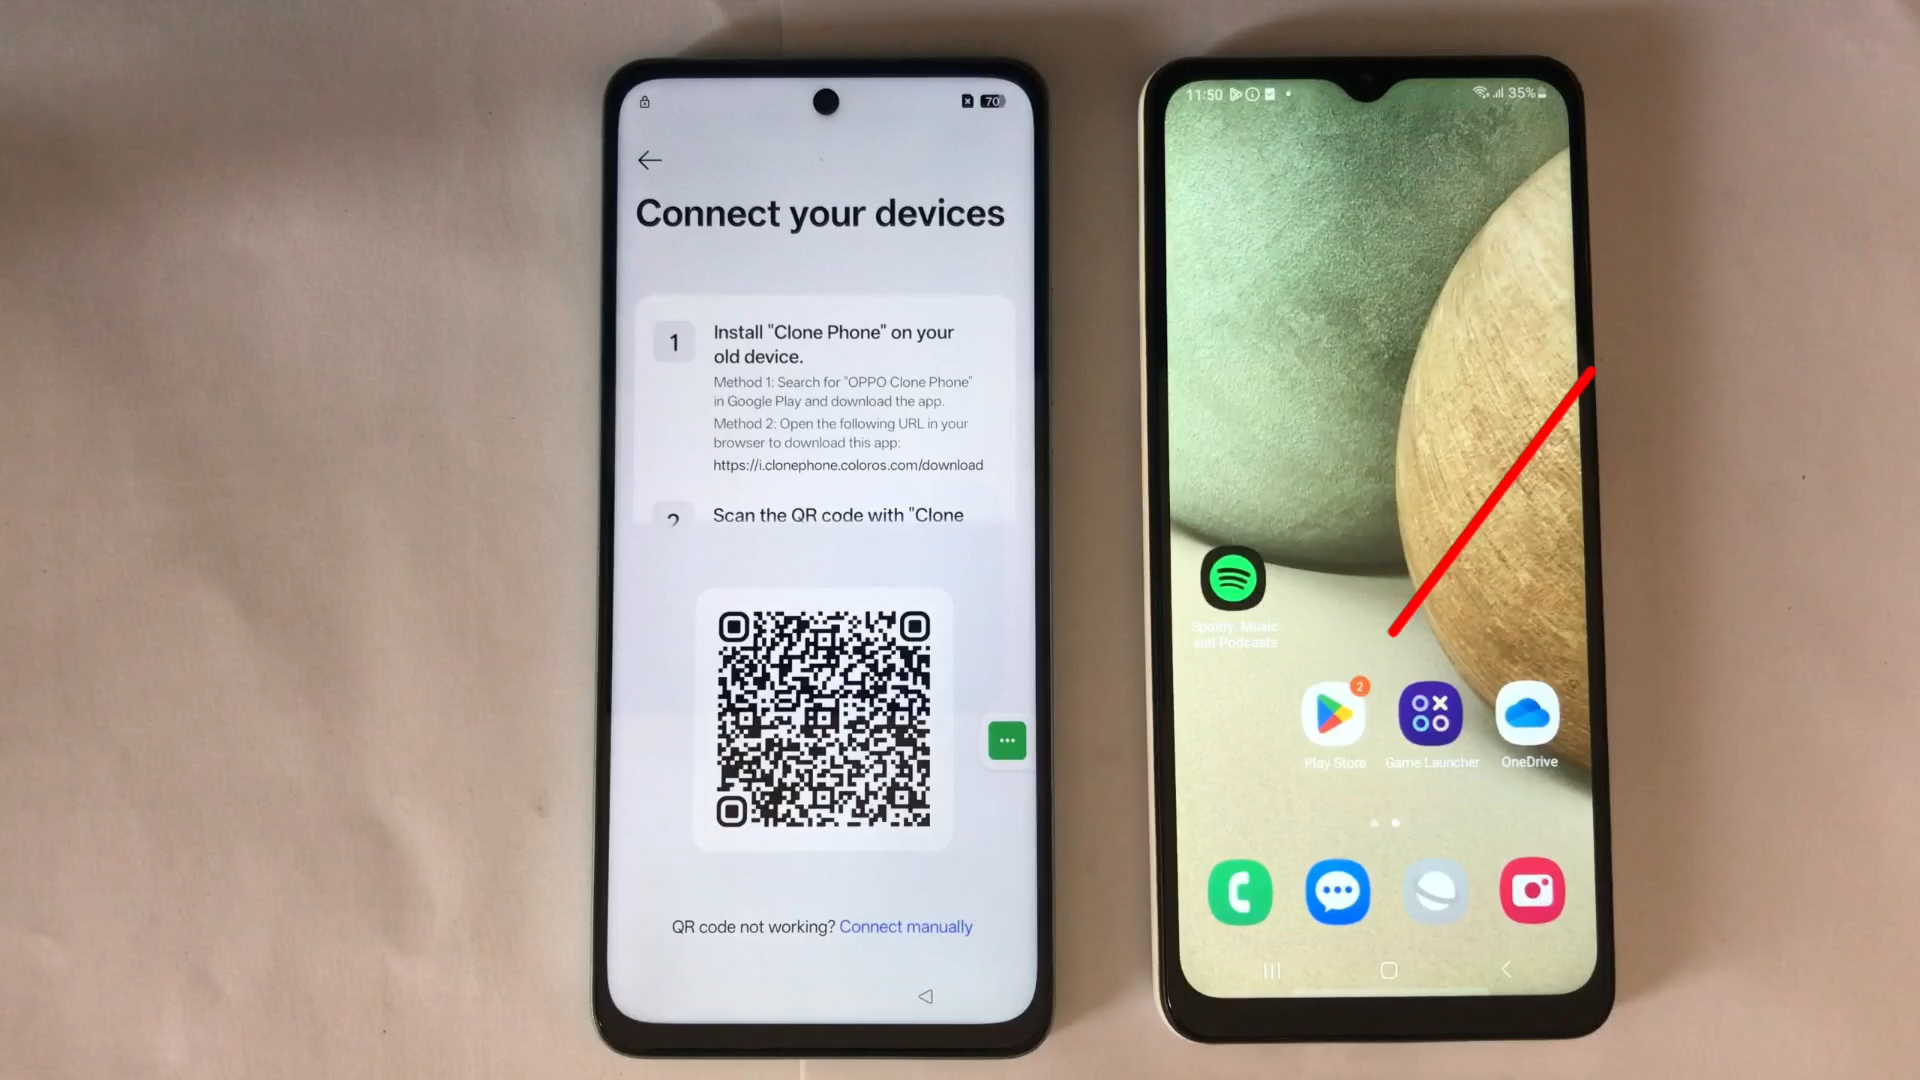 70
Connect your devices
1
Install "Clone Phone" on your
old device.
Method 1: Search for "OPPO Clone Phone"
in Google Play and download the app.
Method 2: Open the following URL in your
browser to download this app:
https://i.clonephone.coloros.com/download
2
Scan the QR code with "Clone
QR code not working? Connect manually
11:50
35%
Spotify: Music
and Podcasts
2
Play Store
Game Launcher
OneDrive